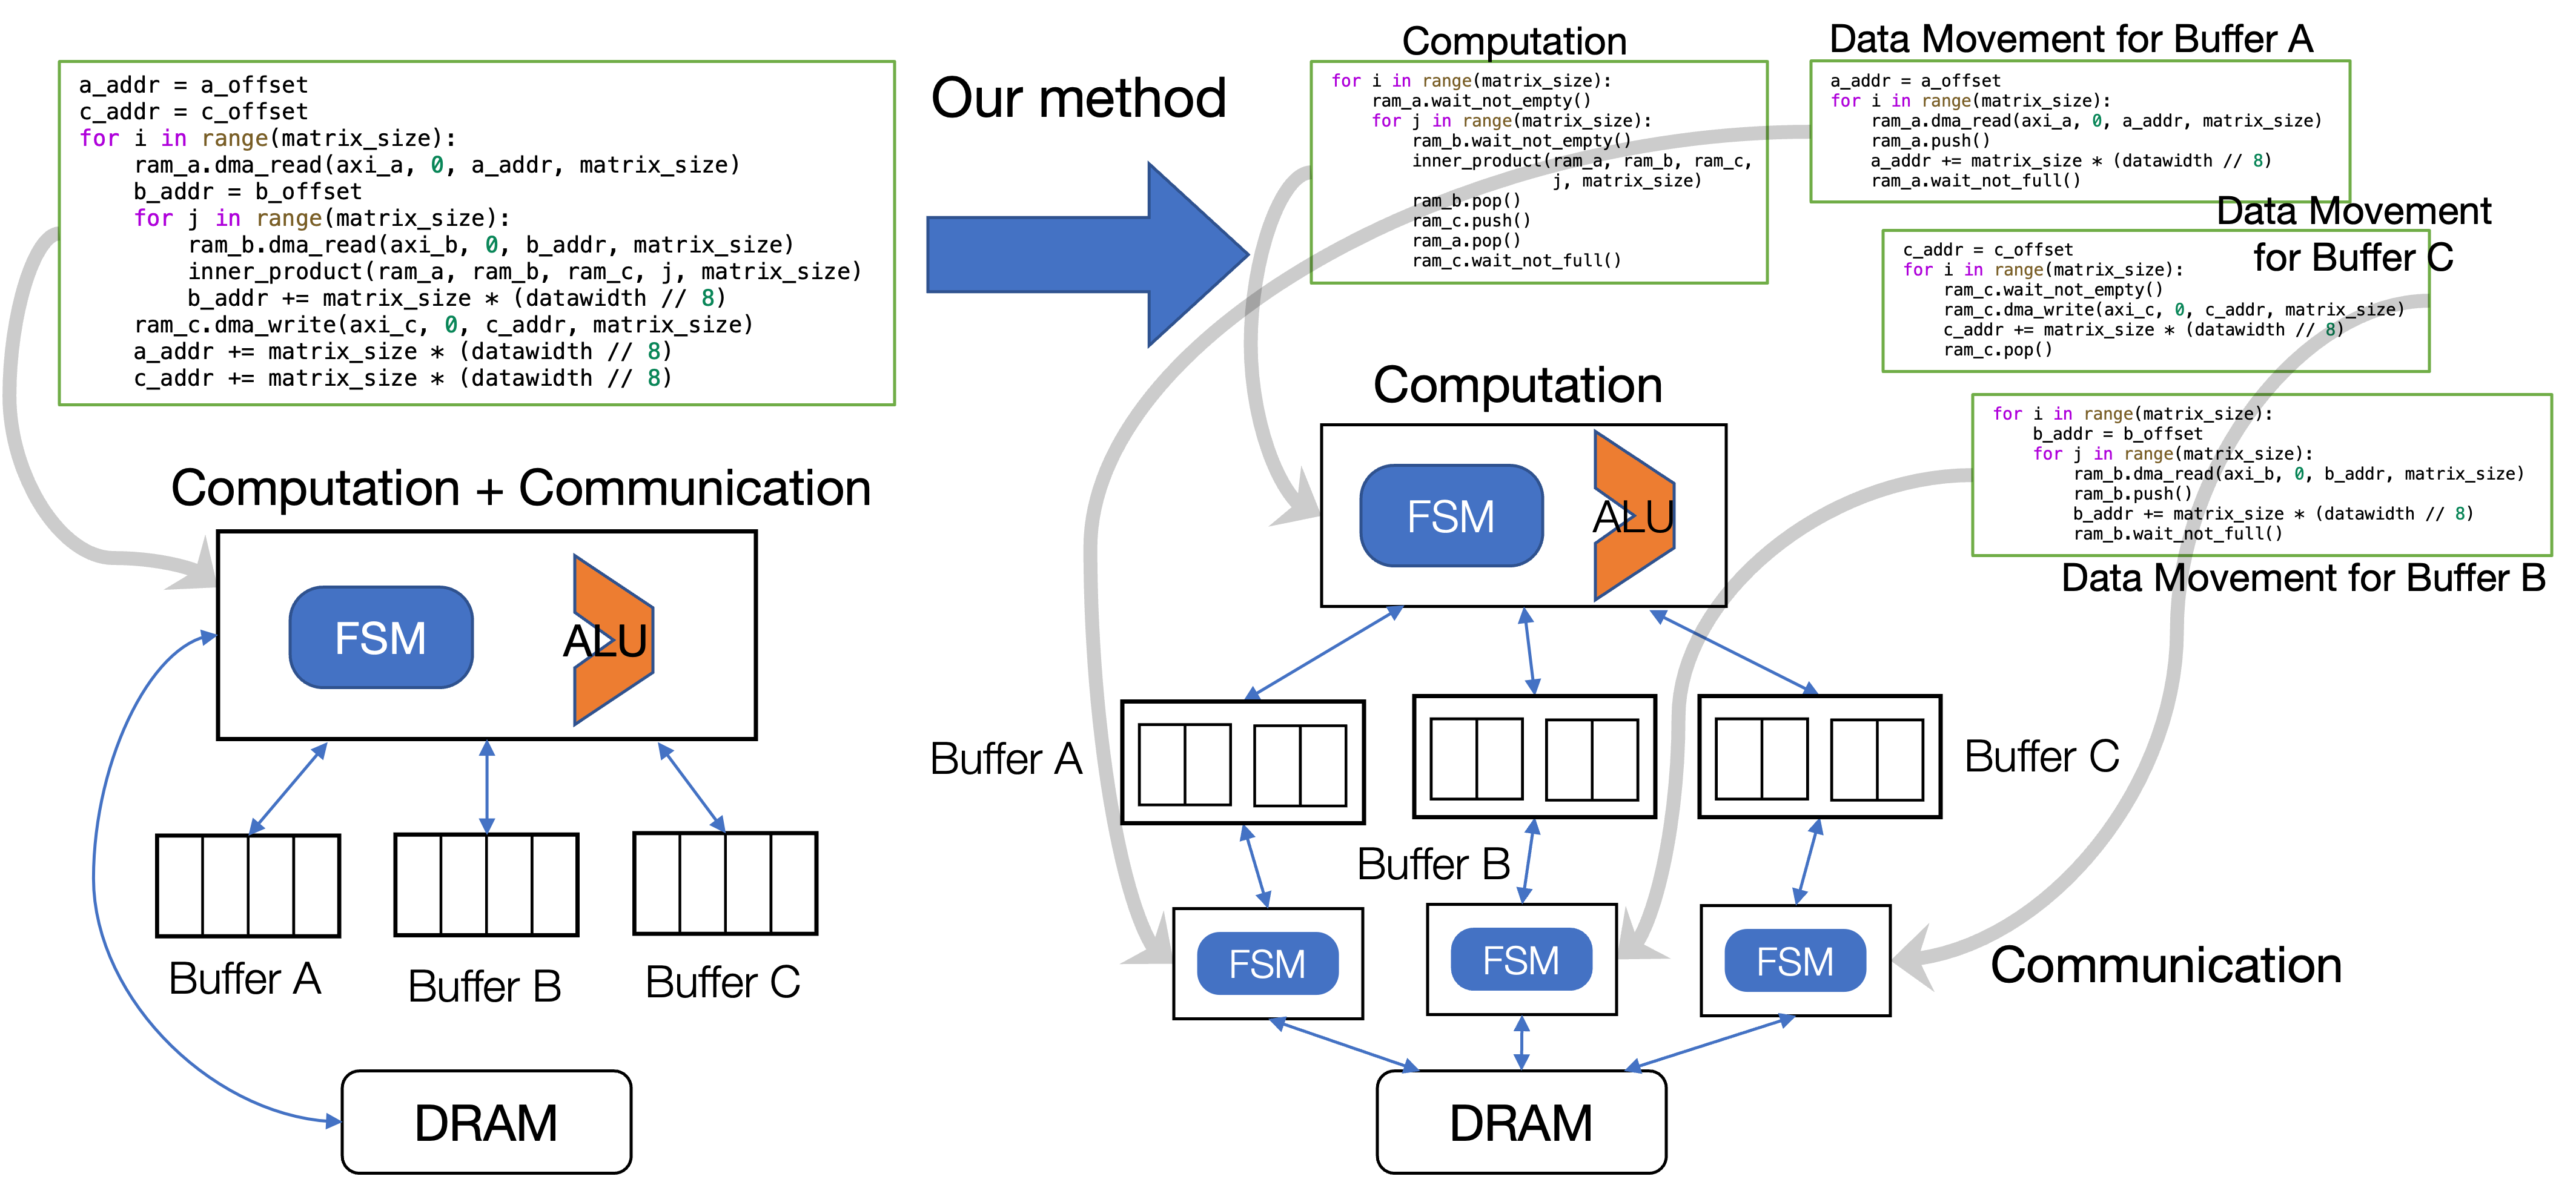 a_addr = a_offset
c_addr = c_offset
for i in range(matrix_size):
    ram_a.dma_read(axi_a, 0, a_addr, matrix_size)
    b_addr = b_offset
    for j in range(matrix_size):
        ram_b.dma_read(axi_b, 0, b_addr, matrix_size)
        inner_product(ram_a, ram_b, ram_c, j, matrix_size)
        b_addr += matrix_size * (datawidth // 8)
    ram_c.dma_write(axi_c, 0, c_addr, matrix_size)
    a_addr += matrix_size * (datawidth // 8)
    c_addr += matrix_size * (datawidth // 8)
Computation + Communication
FSM
ALU
Buffer A
Buffer B
Buffer C
DRAM
Our method
Computation
for i in range(matrix_size):
    ram_a.wait_not_empty()
    for j in range(matrix_size):
        ram_b.wait_not_empty()
        inner_product(ram_a, ram_b, ram_c,
                      j, matrix_size)
        ram_b.pop()
        ram_c.push()
        ram_a.pop()
        ram_c.wait_not_full()
Data Movement for Buffer A
a_addr = a_offset
for i in range(matrix_size):
    ram_a.dma_read(axi_a, 0, a_addr, matrix_size)
    ram_a.push()
    a_addr += matrix_size * (datawidth // 8)
    ram_a.wait_not_full()
Data Movement
for Buffer C
c_addr = c_offset
for i in range(matrix_size):
    ram_c.wait_not_empty()
    ram_c.dma_write(axi_c, 0, c_addr, matrix_size)
    c_addr += matrix_size * (datawidth // 8)
    ram_c.pop()
for i in range(matrix_size):
    b_addr = b_offset
    for j in range(matrix_size):
        ram_b.dma_read(axi_b, 0, b_addr, matrix_size)
        ram_b.push()
        b_addr += matrix_size * (datawidth // 8)
        ram_b.wait_not_full()
Data Movement for Buffer B
Computation
FSM
ALU
Buffer A
Buffer B
Buffer C
FSM
FSM
FSM
Communication
DRAM